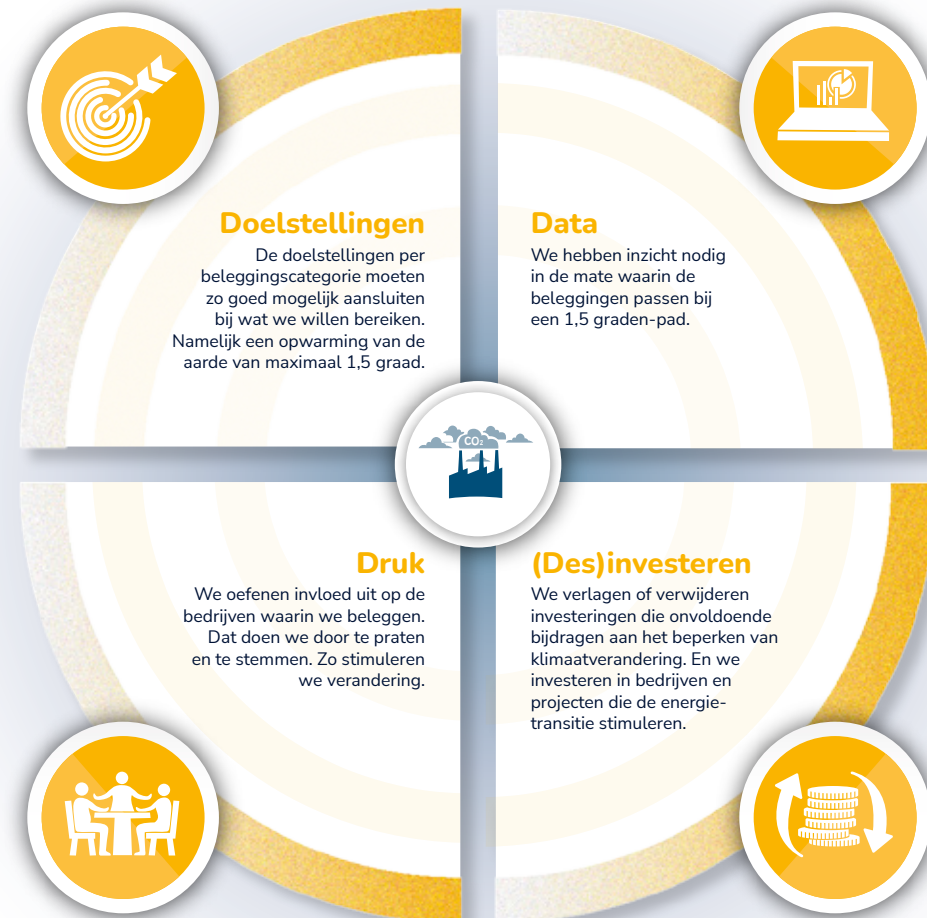 Doelstellingen
De doelstellingen per
beleggingscategorie moeten
zo goed mogelijk aansluiten
bij wat we willen bereiken.
Namelijk een opwarming van de
aarde van maximaal 1,5 graad.
Data
We hebben inzicht nodig
in de mate waarin de
beleggingen passen bij
een 1,5 graden-pad.
CO₂
Druk
We oefenen invloed uit op de
bedrijven waarin we beleggen.
Dat doen we door te praten
en te stemmen. Zo stimuleren
we verandering.
(Des)investeren
We verlagen of verwijderen
investeringen die onvoldoende
bijdragen aan het beperken van
klimaatverandering. En we
investeren in bedrijven en
projecten die de energie-
transitie stimuleren.